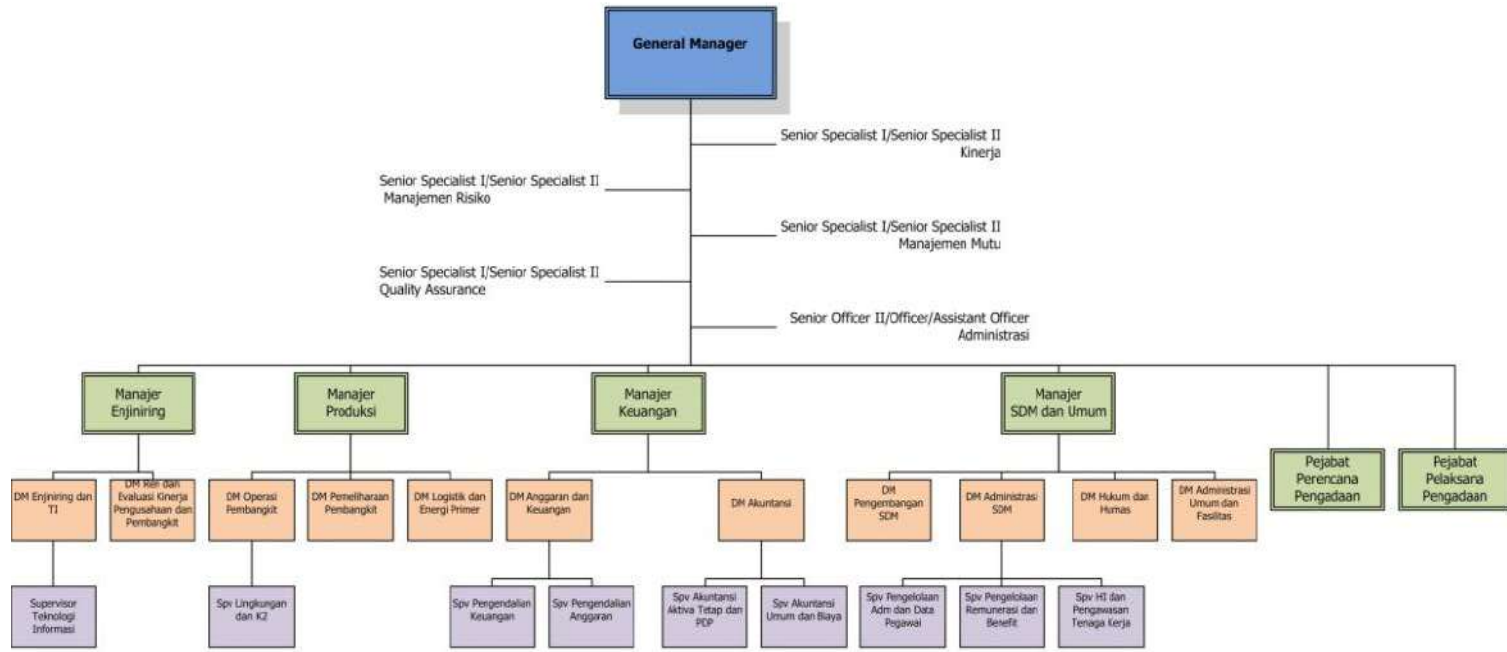 General Manager
Senior Specialist I/Senior Specialist II
Kinerja
Senior Specialist I/Senior Specialist II
Manajemen Risiko
Senior Specialist I/Senior Specialist II
Manajemen Mutu
Senior Specialist I/Senior Specialist II
Quality Assurance
Senior Officer II/Officer/Assistant Officer
Administrasi
Manajer
Enjiniring
Manajer
Produksi
Manajer
Keuangan
Manajer
SDM dan Umum
Pejabat
Perencana
Pengadaan
Pejabat
Pelaksana
Pengadaan
DM Enjiniring dan
TI
DM Ren dan
Evaluasi Kinerja
Pengusahaan dan
Pembangkit
DM Operasi
Pembangkit
DM Pemeliharaan
Pembangkit
DM Logistik dan
Energi Primer
DM Anggaran dan
Keuangan
DM Akuntansi
DM
Pengembangan
SDM
DM Administrasi
SDM
DM Hukum dan
Humas
DM Administrasi
Umum dan
Fasilitas
Supervisor
Teknologi
Informasi
Spv Lingkungan
dan K2
Spv Pengendalian
Keuangan
Spv Pengendalian
Anggaran
Spv Akuntansi
Aktiva Tetap dan
PDP
Spv Akuntansi
Umum dan Biaya
Spv Pengelolaan
Adm dan Data
Pegawai
Spv Pengelolaan
Remunerasi dan
Benefit
Spv HI dan
Pengawasan
Tenaga Kerja